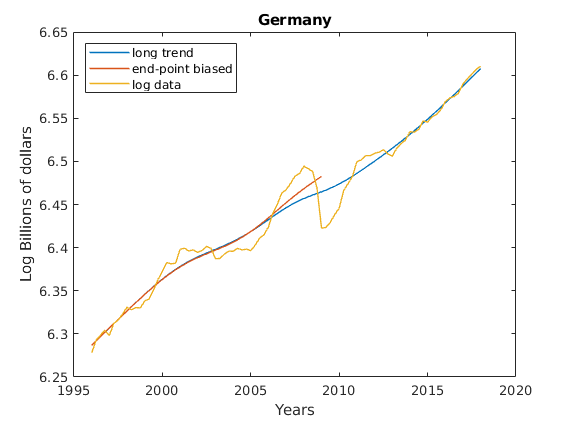 Germany
long trend
end-point biased
log data
Log Billions of dollars
6.65
6.6
6.55
6.5
6.45
6.4
6.35
6.3
6.25
1995
2000
2005
2010
2015
2020
Years